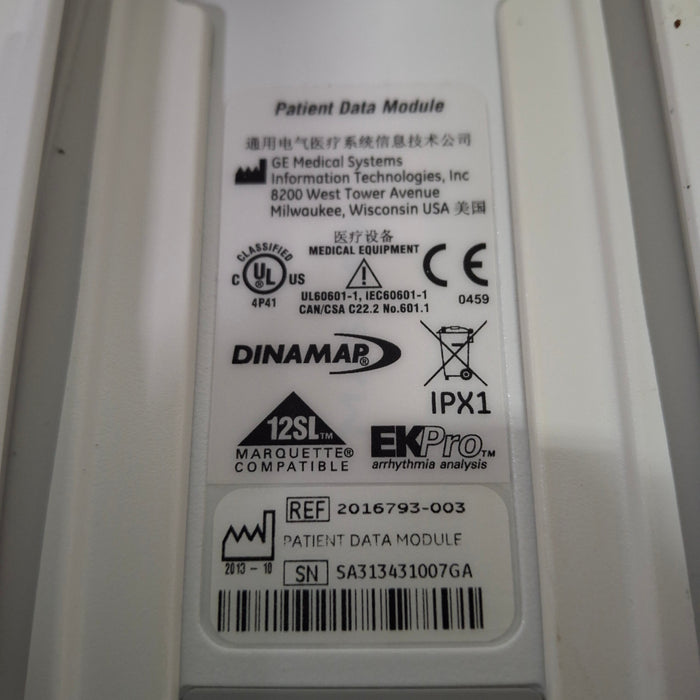 Patient Data Module
通用电气医疗系统信息技术公司
GE Medical Systems
Information Technologies, Inc
8200 West Tower Avenue
Milwaukee, Wisconsin USA 美国
医疗设备
MEDICAL EQUIPMENT
CLASSIFIED
C UL® US
4P41
UL60601-1, IEC60601-1
CAN/CSA C22.2 No.601.1
CE
0459
DINAMAP®
IPX1
12SL™
MARQUETTE®
COMPATIBLE
EKPro™
arrhythmia analysis
REF 2016793-003
PATIENT DATA MODULE
2013-10
SN SA313431007GA